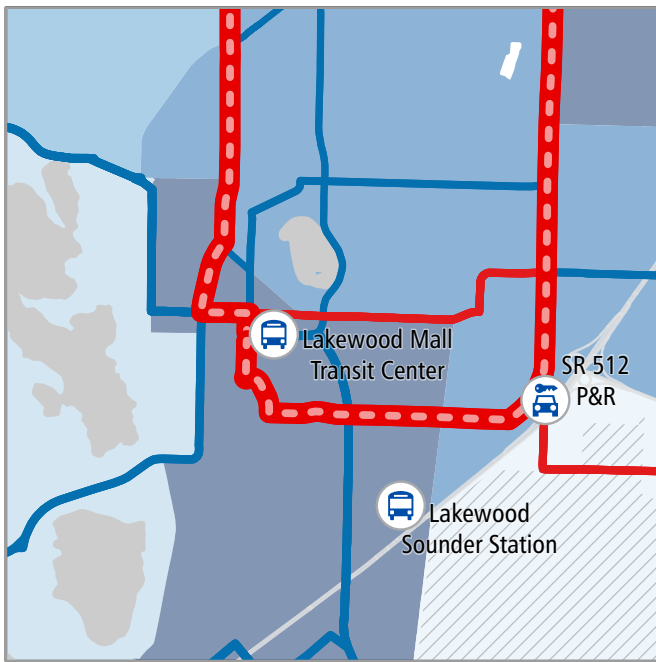 Lakewood Mall
Transit Center
SR 512
P&R
Lakewood
Sounder Station